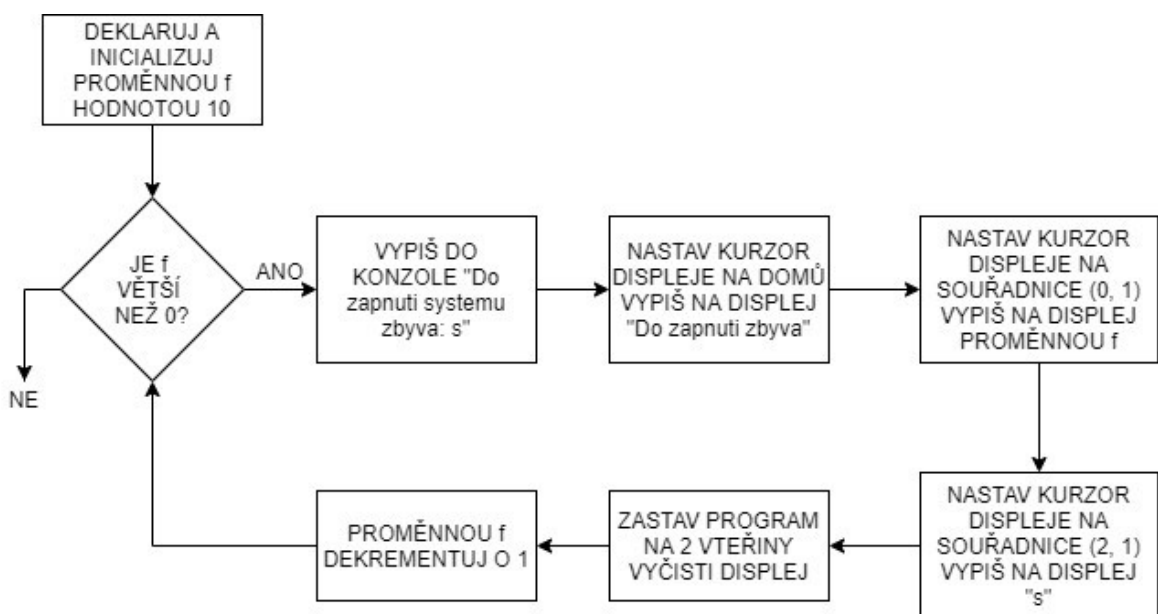 DEKLARUJ A
INICIALIZUJ
PROMĚNNOU f
HODNOTOU 10
JE f
VĚTŠÍ
NEŽ 0?
NE
ANO
VYPIŠ DO
KONZOLE "Do
zapnuti systemu
zbyva: s"
NASTAV KURZOR
DISPLEJE NA DOMŮ
VYPIŠ NA DISPLEJ
"Do zapnuti zbyva"
NASTAV KURZOR
DISPLEJE NA
SOUŘADNICE (0, 1)
VYPIŠ NA DISPLEJ
PROMĚNNOU f
NASTAV KURZOR
DISPLEJE NA
SOUŘADNICE (2, 1)
VYPIŠ NA DISPLEJ
"s"
ZASTAV PROGRAM
NA 2 VTEŘINY
VYČISTI DISPLEJ
PROMĚNNOU f
DEKREMENTUJ O 1